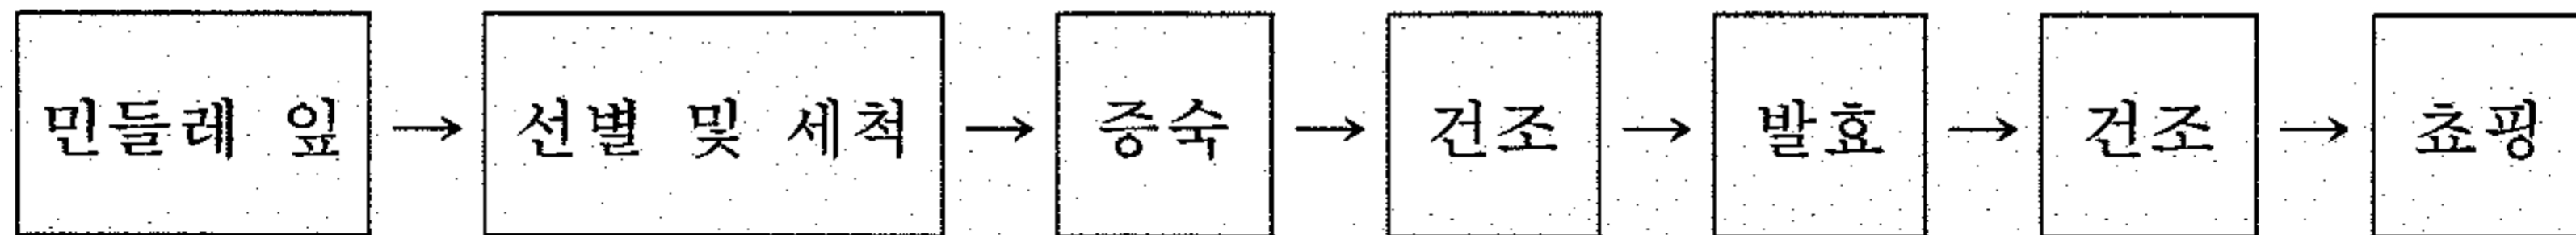 민들레 잎 → 선별 및 세척 → 증숙 → 건조 → 발효 → 건조 → 쵸핑